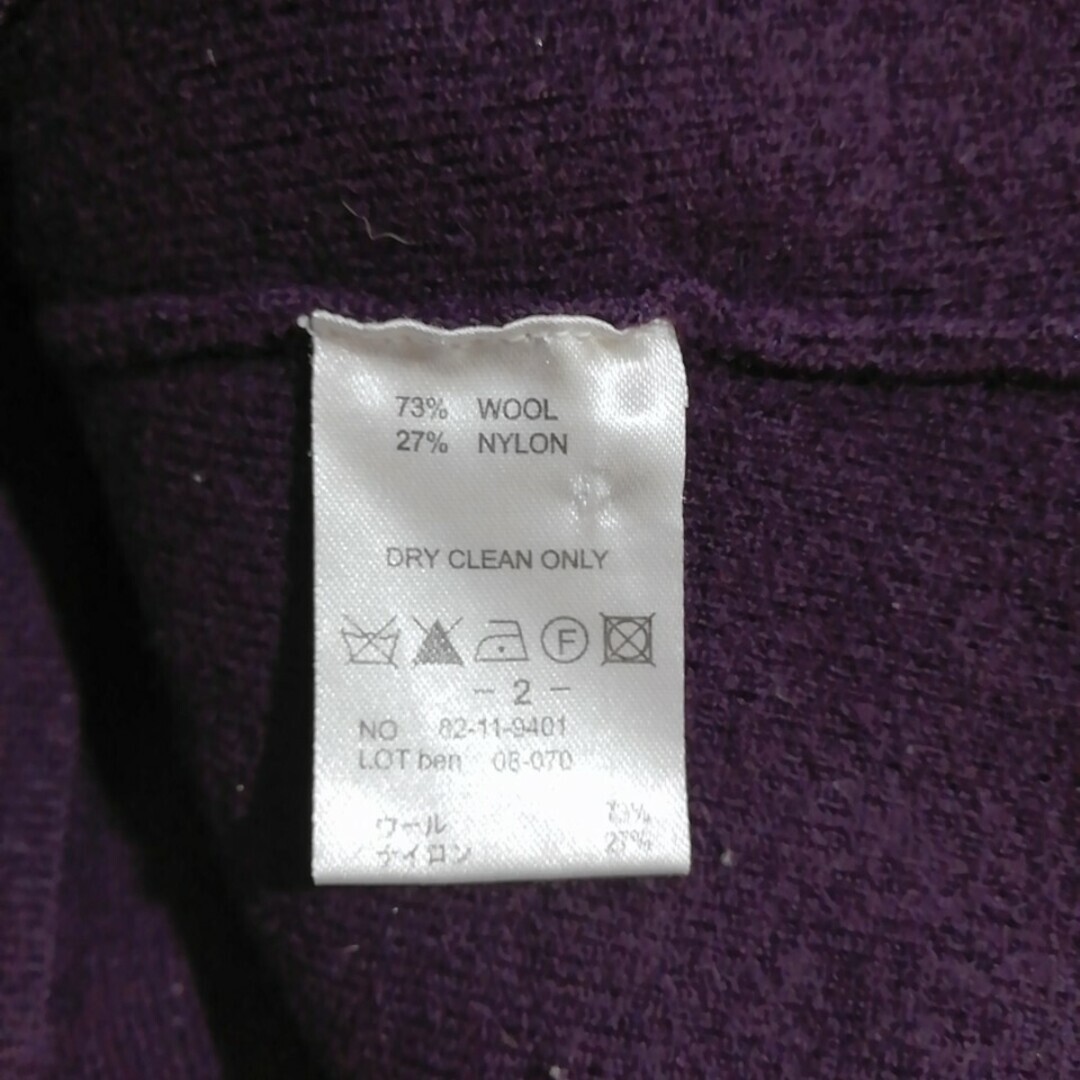 73% WOOL
27% NYLON
DRY CLEAN ONLY
F
- 2 -
NO 82-11-9401
LOT ben 08-070
ウール 73%
ナイロン 27%